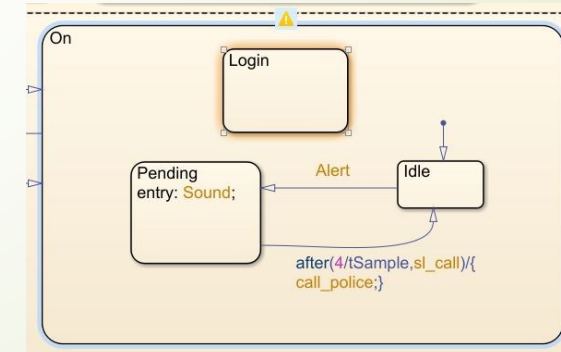 On
Login
Pending
entry: Sound;
Alert
Idle
after(4/tSample,sl_call)/{
call_police;}